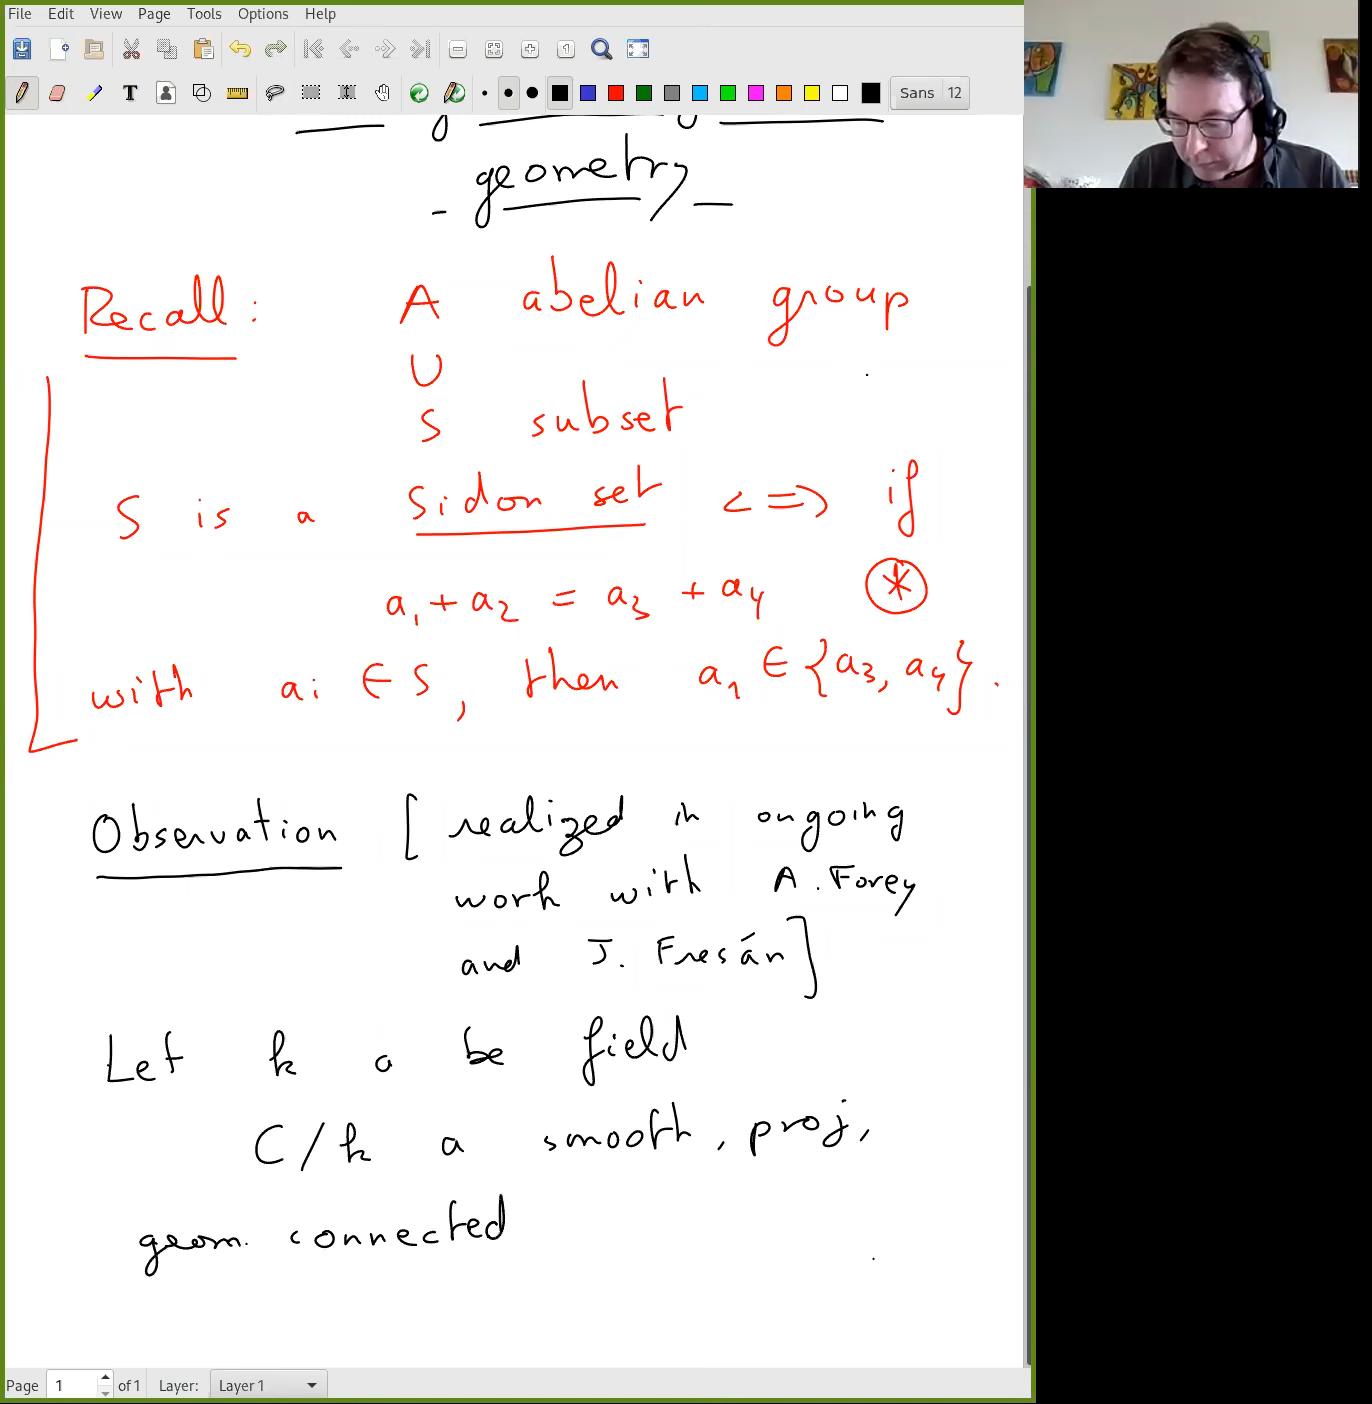 File Edit View Page Tools Options Help
Sans 12
- geometry -
Recall: A abelian group
U
S subset
S is a Sidon set <=> if
a₁ + a₂ = a₃ + a₄ (*)
with aᵢ ∈ S, then a₁ ∈ {a₃, a₄}.
Observation [realized in ongoing
work with A. Forey
and J. Fresán]
Let k a be field
C/k a smooth, proj,
geom. connected
Page 1 of 1 Layer: Layer 1